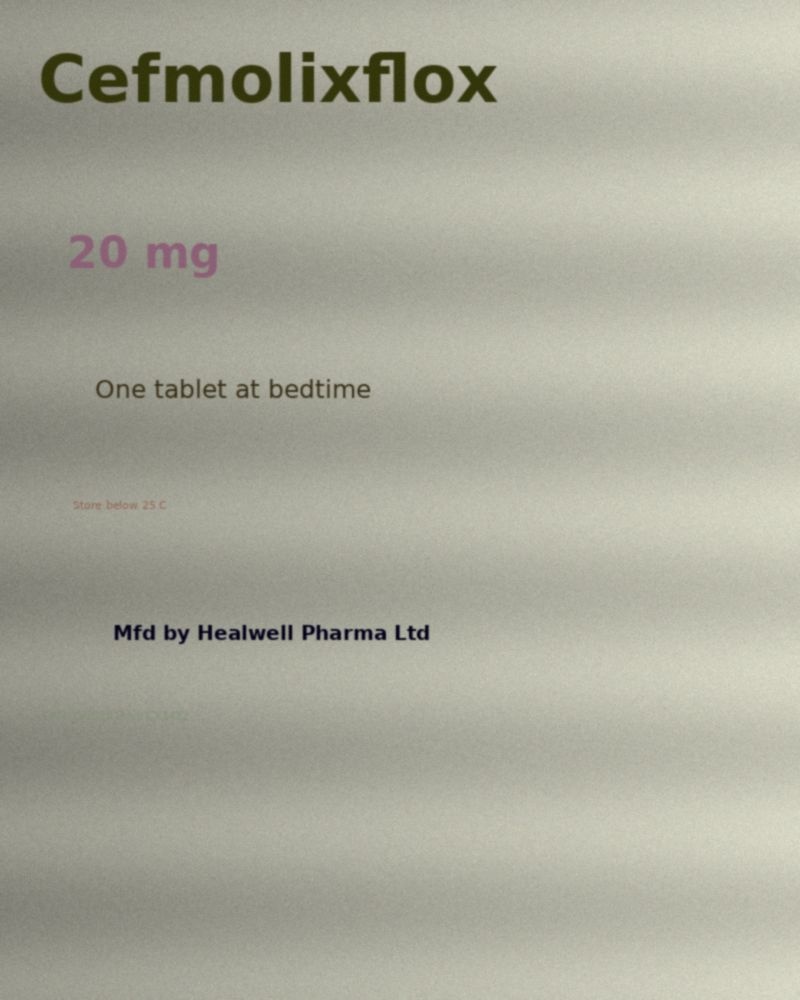 Cefmolixflox
20 mg
One tablet at bedtime
Store below 25 C
Mfd by Healwell Pharma Ltd